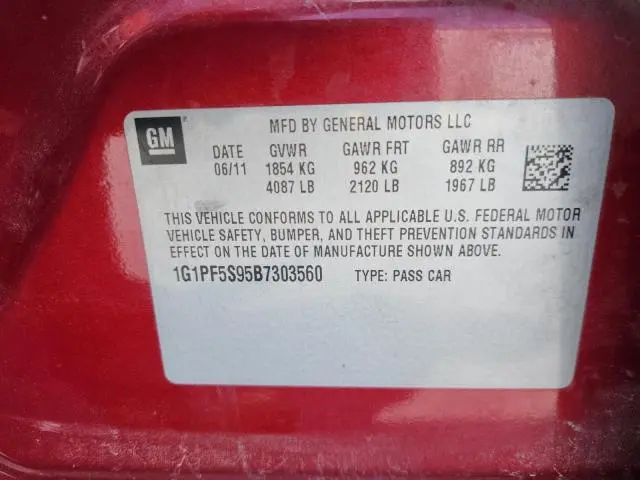 GM
MFD BY GENERAL MOTORS LLC
DATE GVWR GAWR FRT GAWR RR
06/11 1854 KG 962 KG 892 KG
4087 LB 2120 LB 1967 LB
THIS VEHICLE CONFORMS TO ALL APPLICABLE U.S. FEDERAL MOTOR
VEHICLE SAFETY, BUMPER, AND THEFT PREVENTION STANDARDS IN
EFFECT ON THE DATE OF MANUFACTURE SHOWN ABOVE.
1G1PF5S95B7303560 TYPE: PASS CAR